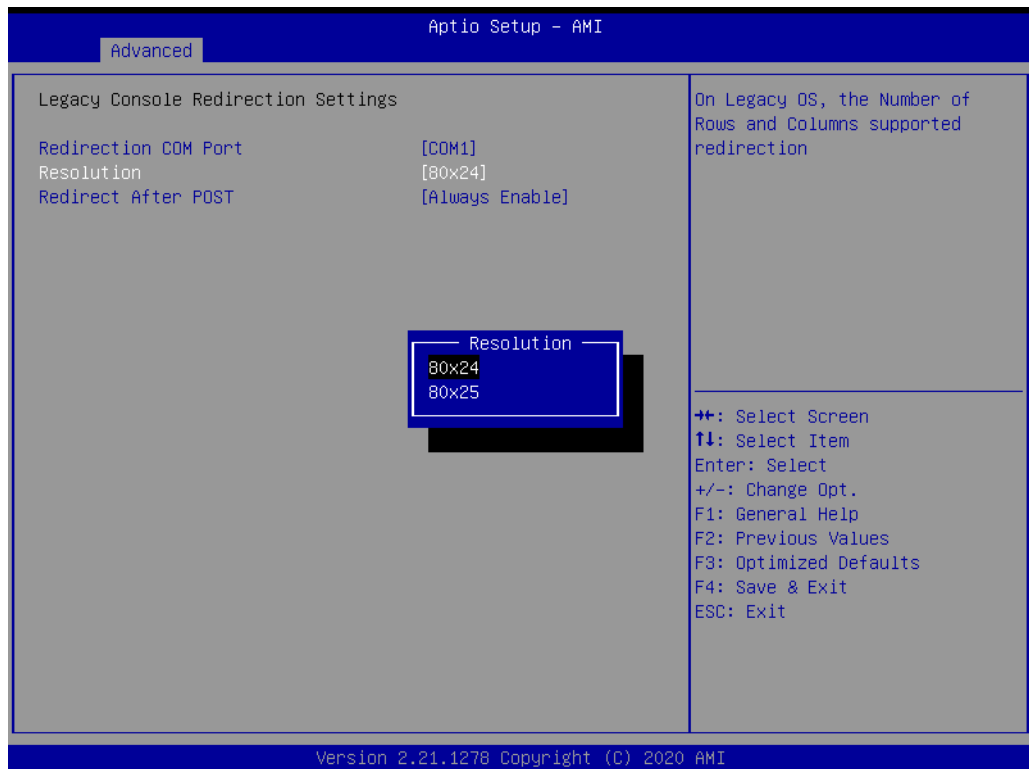 Aptio Setup – AMI
Advanced
Legacy Console Redirection Settings
Redirection COM Port [COM1]
Resolution [80x24]
Redirect After POST [Always Enable]
On Legacy OS, the Number of
Rows and Columns supported
redirection
Resolution
80x24
80x25
→←: Select Screen
↑↓: Select Item
Enter: Select
+/-: Change Opt.
F1: General Help
F2: Previous Values
F3: Optimized Defaults
F4: Save & Exit
ESC: Exit
Version 2.21.1278 Copyright (C) 2020 AMI